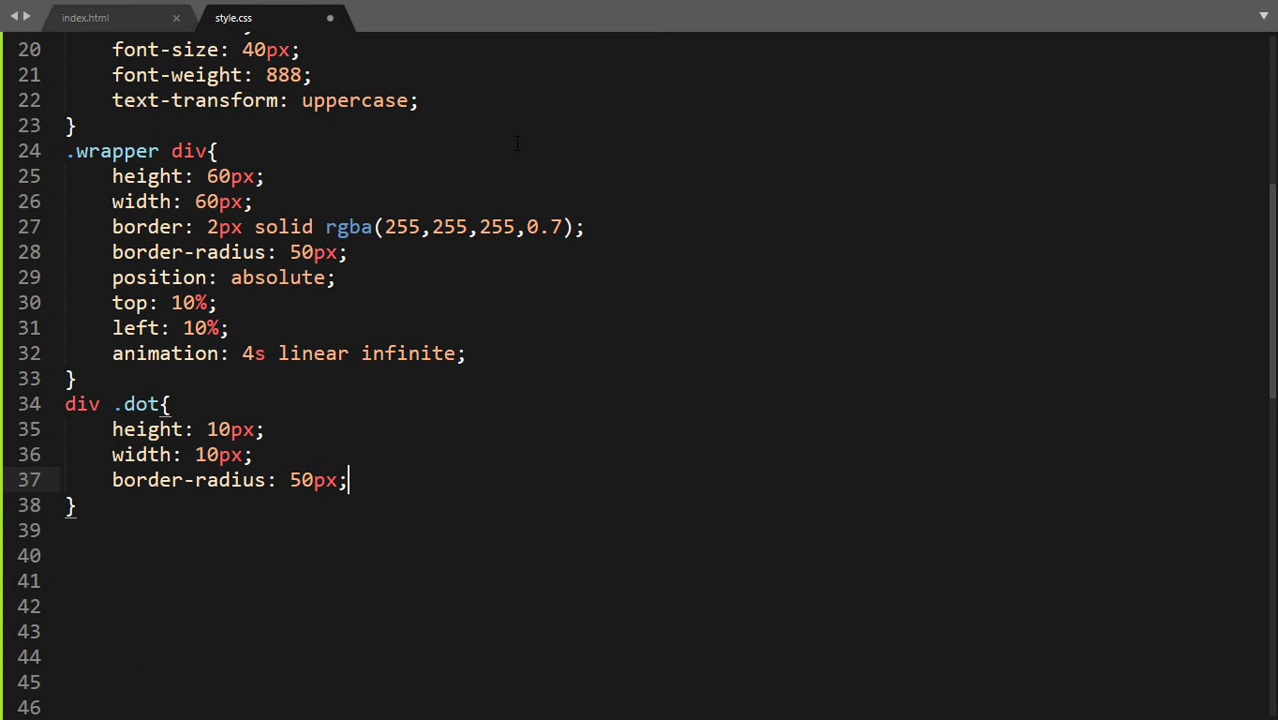 index.html × style.css
20 font-size: 40px;
21 font-weight: 888;
22 text-transform: uppercase;
23 }
24 .wrapper div{
25 height: 60px;
26 width: 60px;
27 border: 2px solid rgba(255,255,255,0.7);
28 border-radius: 50px;
29 position: absolute;
30 top: 10%;
31 left: 10%;
32 animation: 4s linear infinite;
33 }
34 div .dot{
35 height: 10px;
36 width: 10px;
37 border-radius: 50px;
38 }
39
40
41
42
43
44
45
46